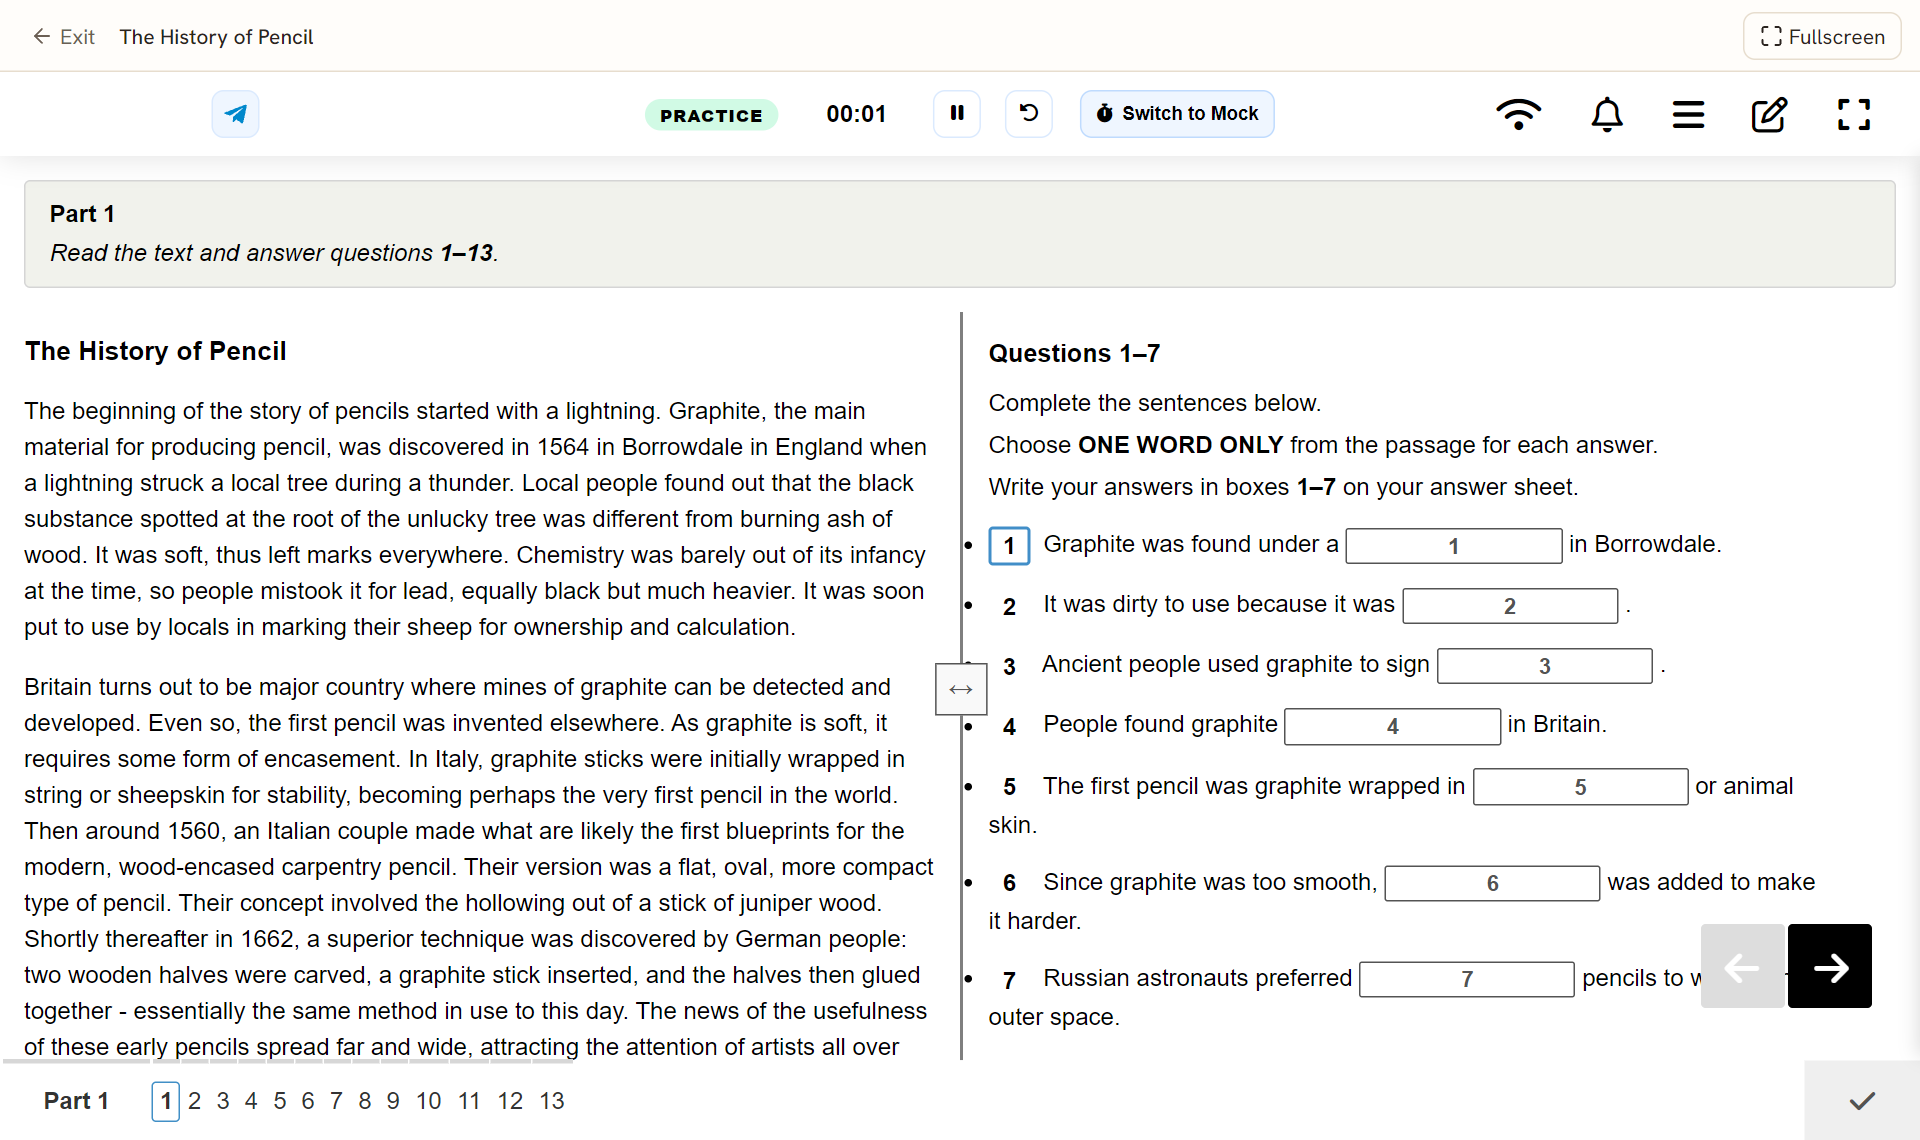 Exit The History of Pencil Fullscreen
PRACTICE 00:01 Switch to Mock
Part 1
Read the text and answer questions 1–13.
The History of Pencil
The beginning of the story of pencils started with a lightning. Graphite, the main
material for producing pencil, was discovered in 1564 in Borrowdale in England when
a lightning struck a local tree during a thunder. Local people found out that the black
substance spotted at the root of the unlucky tree was different from burning ash of
wood. It was soft, thus left marks everywhere. Chemistry was barely out of its infancy
at the time, so people mistook it for lead, equally black but much heavier. It was soon
put to use by locals in marking their sheep for ownership and calculation.
Britain turns out to be major country where mines of graphite can be detected and
developed. Even so, the first pencil was invented elsewhere. As graphite is soft, it
requires some form of encasement. In Italy, graphite sticks were initially wrapped in
string or sheepskin for stability, becoming perhaps the very first pencil in the world.
Then around 1560, an Italian couple made what are likely the first blueprints for the
modern, wood-encased carpentry pencil. Their version was a flat, oval, more compact
type of pencil. Their concept involved the hollowing out of a stick of juniper wood.
Shortly thereafter in 1662, a superior technique was discovered by German people:
two wooden halves were carved, a graphite stick inserted, and the halves then glued
together - essentially the same method in use to this day. The news of the usefulness
of these early pencils spread far and wide, attracting the attention of artists all over
Questions 1–7
Complete the sentences below.
Choose ONE WORD ONLY from the passage for each answer.
Write your answers in boxes 1–7 on your answer sheet.
1 Graphite was found under a 1 in Borrowdale.
2 It was dirty to use because it was 2 .
3 Ancient people used graphite to sign 3 .
4 People found graphite 4 in Britain.
5 The first pencil was graphite wrapped in 5 or animal
skin.
6 Since graphite was too smooth, 6 was added to make
it harder.
7 Russian astronauts preferred 7 pencils to
outer space.
Part 1 1 2 3 4 5 6 7 8 9 10 11 12 13